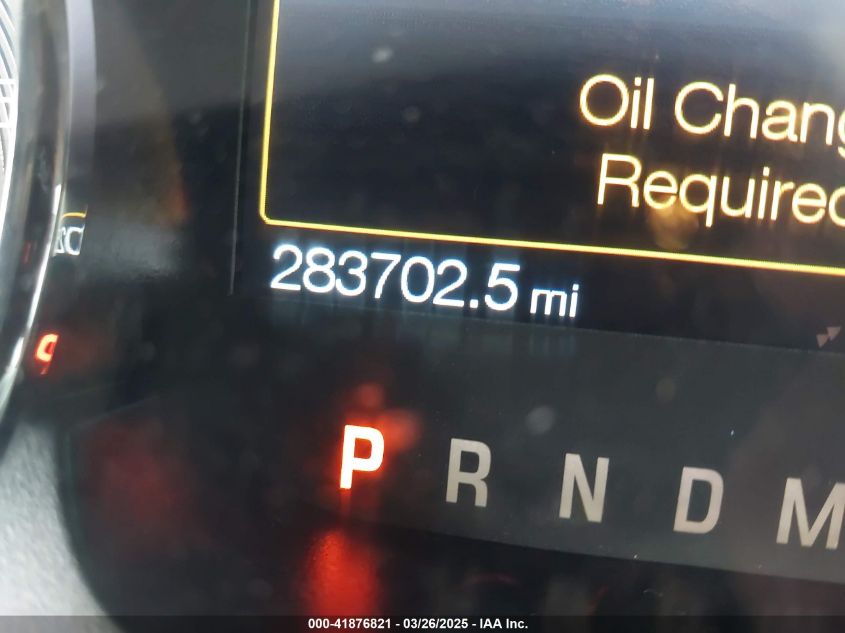 Oil Chang
Required
283702.5 mi
P R N D M
000-41876821 - 03/26/2025 - IAA Inc.